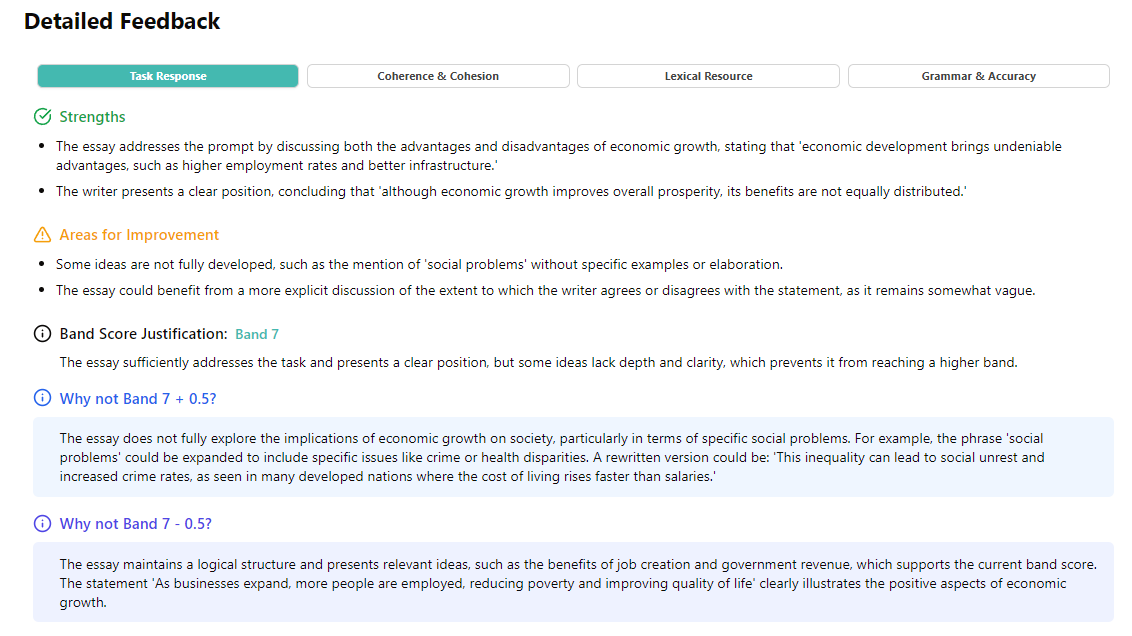 Detailed Feedback
Task Response
Coherence & Cohesion
Lexical Resource
Grammar & Accuracy
Strengths
• The essay addresses the prompt by discussing both the advantages and disadvantages of economic growth, stating that 'economic development brings undeniable
advantages, such as higher employment rates and better infrastructure.'
• The writer presents a clear position, concluding that 'although economic growth improves overall prosperity, its benefits are not equally distributed.'
Areas for Improvement
• Some ideas are not fully developed, such as the mention of 'social problems' without specific examples or elaboration.
• The essay could benefit from a more explicit discussion of the extent to which the writer agrees or disagrees with the statement, as it remains somewhat vague.
Band Score Justification: Band 7
The essay sufficiently addresses the task and presents a clear position, but some ideas lack depth and clarity, which prevents it from reaching a higher band.
Why not Band 7 + 0.5?
The essay does not fully explore the implications of economic growth on society, particularly in terms of specific social problems. For example, the phrase 'social
problems' could be expanded to include specific issues like crime or health disparities. A rewritten version could be: 'This inequality can lead to social unrest and
increased crime rates, as seen in many developed nations where the cost of living rises faster than salaries.'
Why not Band 7 - 0.5?
The essay maintains a logical structure and presents relevant ideas, such as the benefits of job creation and government revenue, which supports the current band score.
The statement 'As businesses expand, more people are employed, reducing poverty and improving quality of life' clearly illustrates the positive aspects of economic
growth.